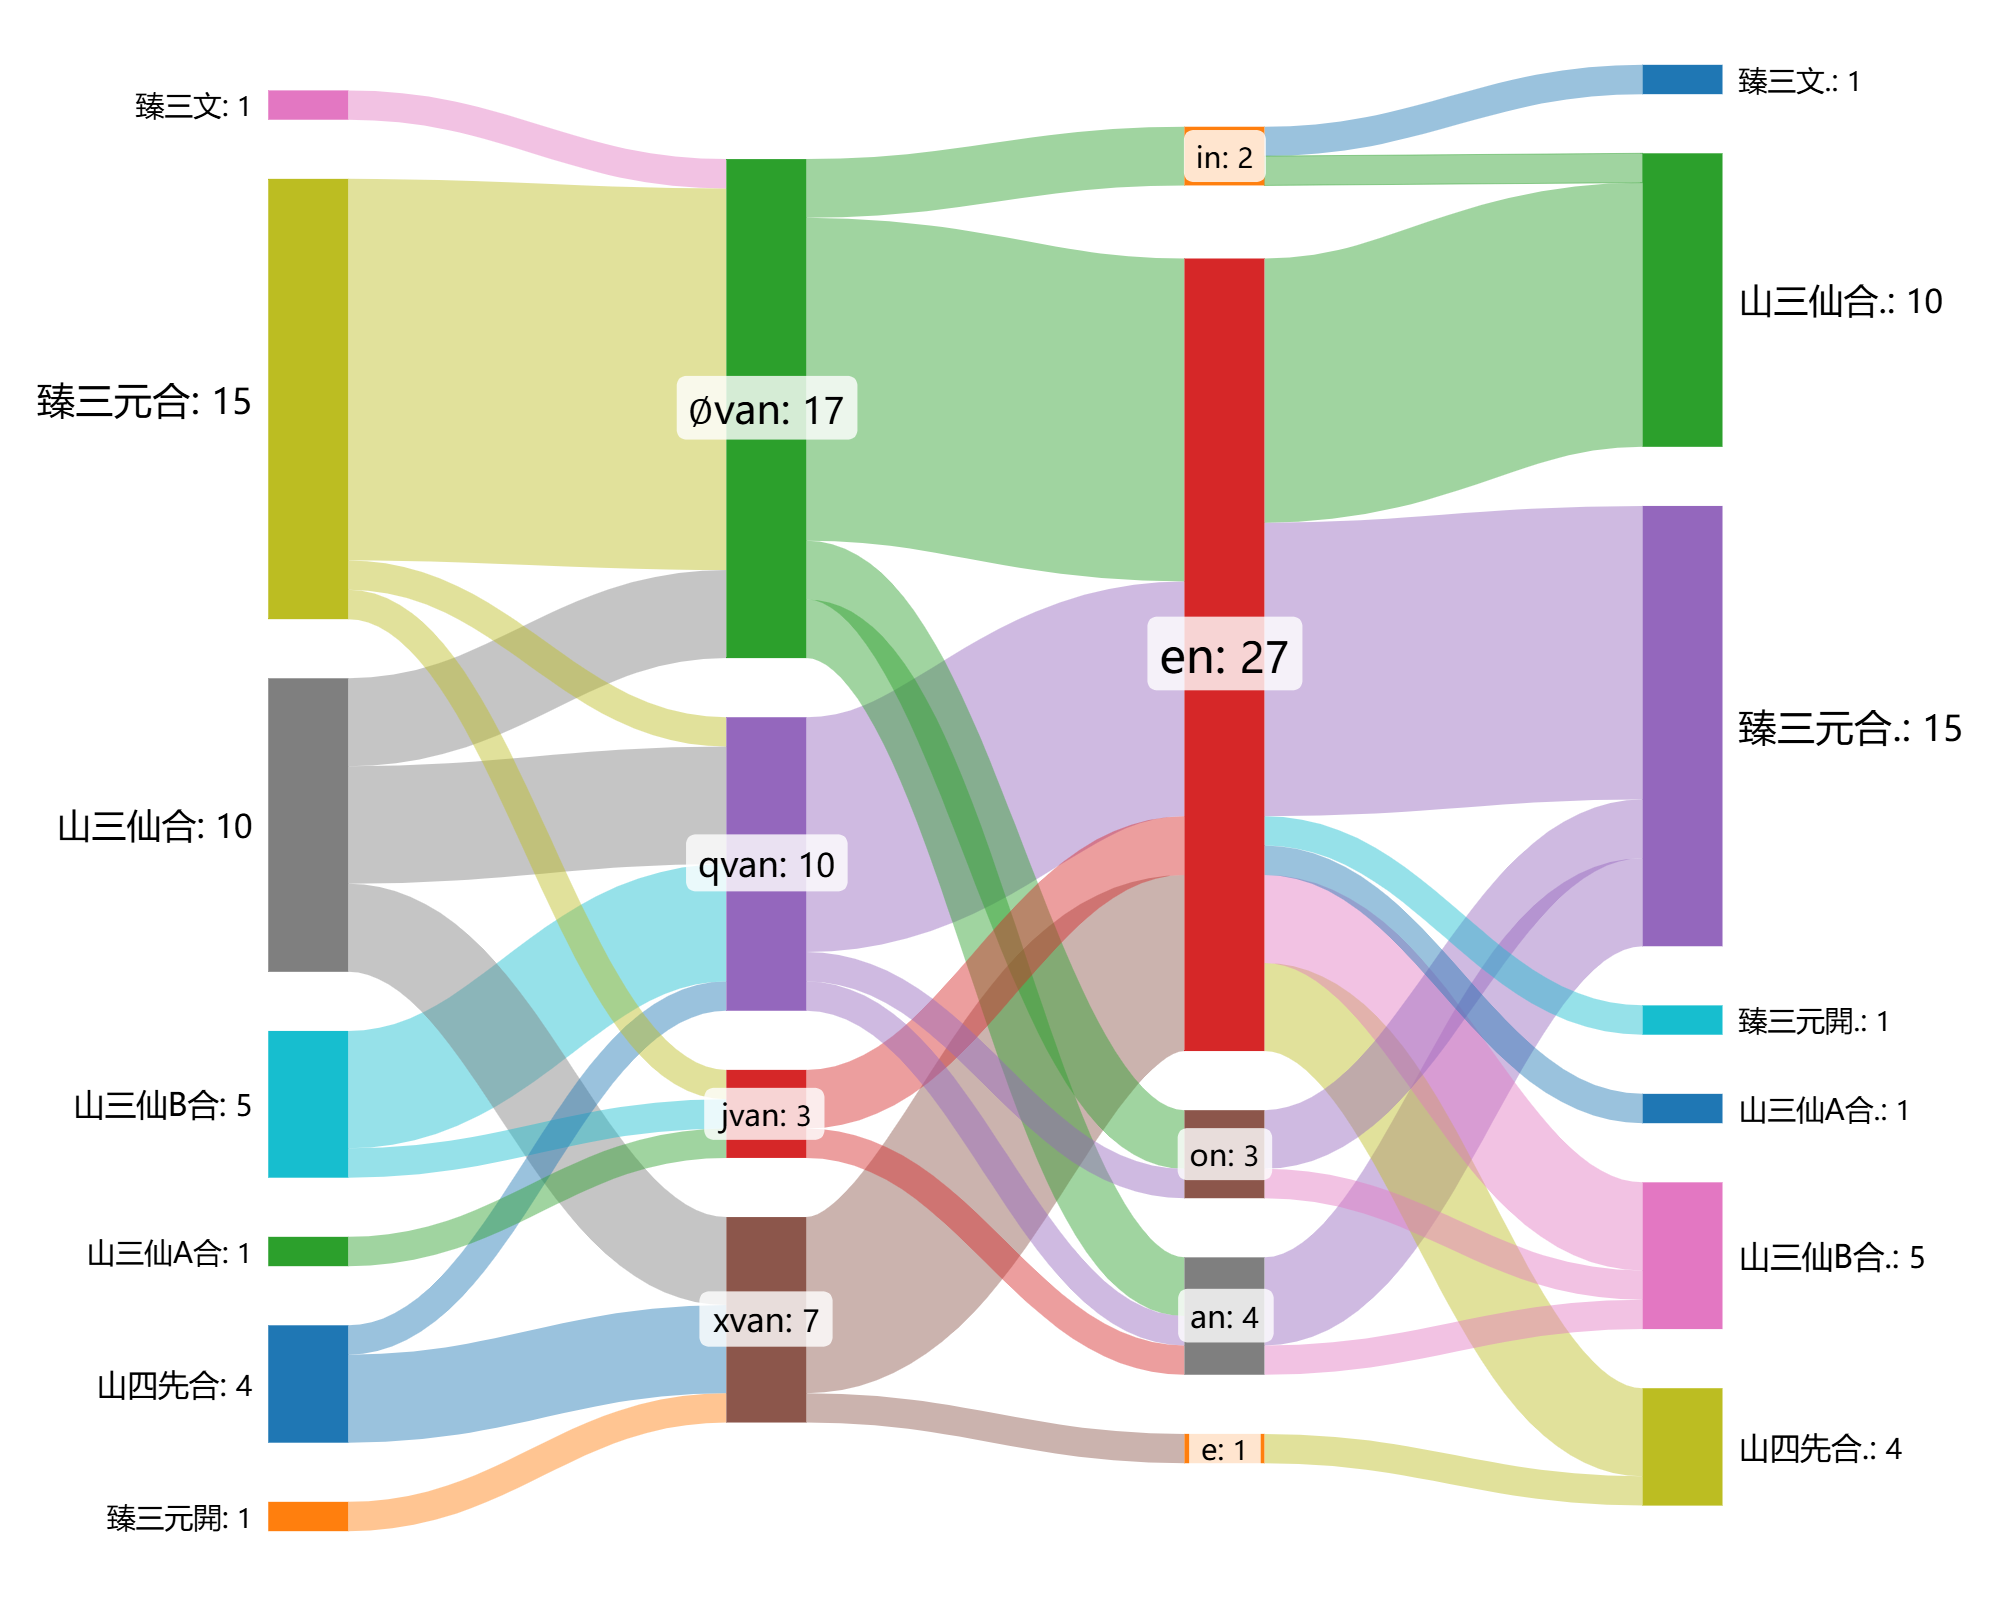 臻三文: 1
臻三元合: 15
山三仙合: 10
山三仙B合: 5
山三仙A合: 1
山四先合: 4
臻三元開: 1
∅van: 17
qvan: 10
jvan: 3
xvan: 7
in: 2
en: 27
on: 3
an: 4
e: 1
臻三文.: 1
山三仙合.: 10
臻三元合.: 15
臻三元開.: 1
山三仙A合.: 1
山三仙B合.: 5
山四先合.: 4